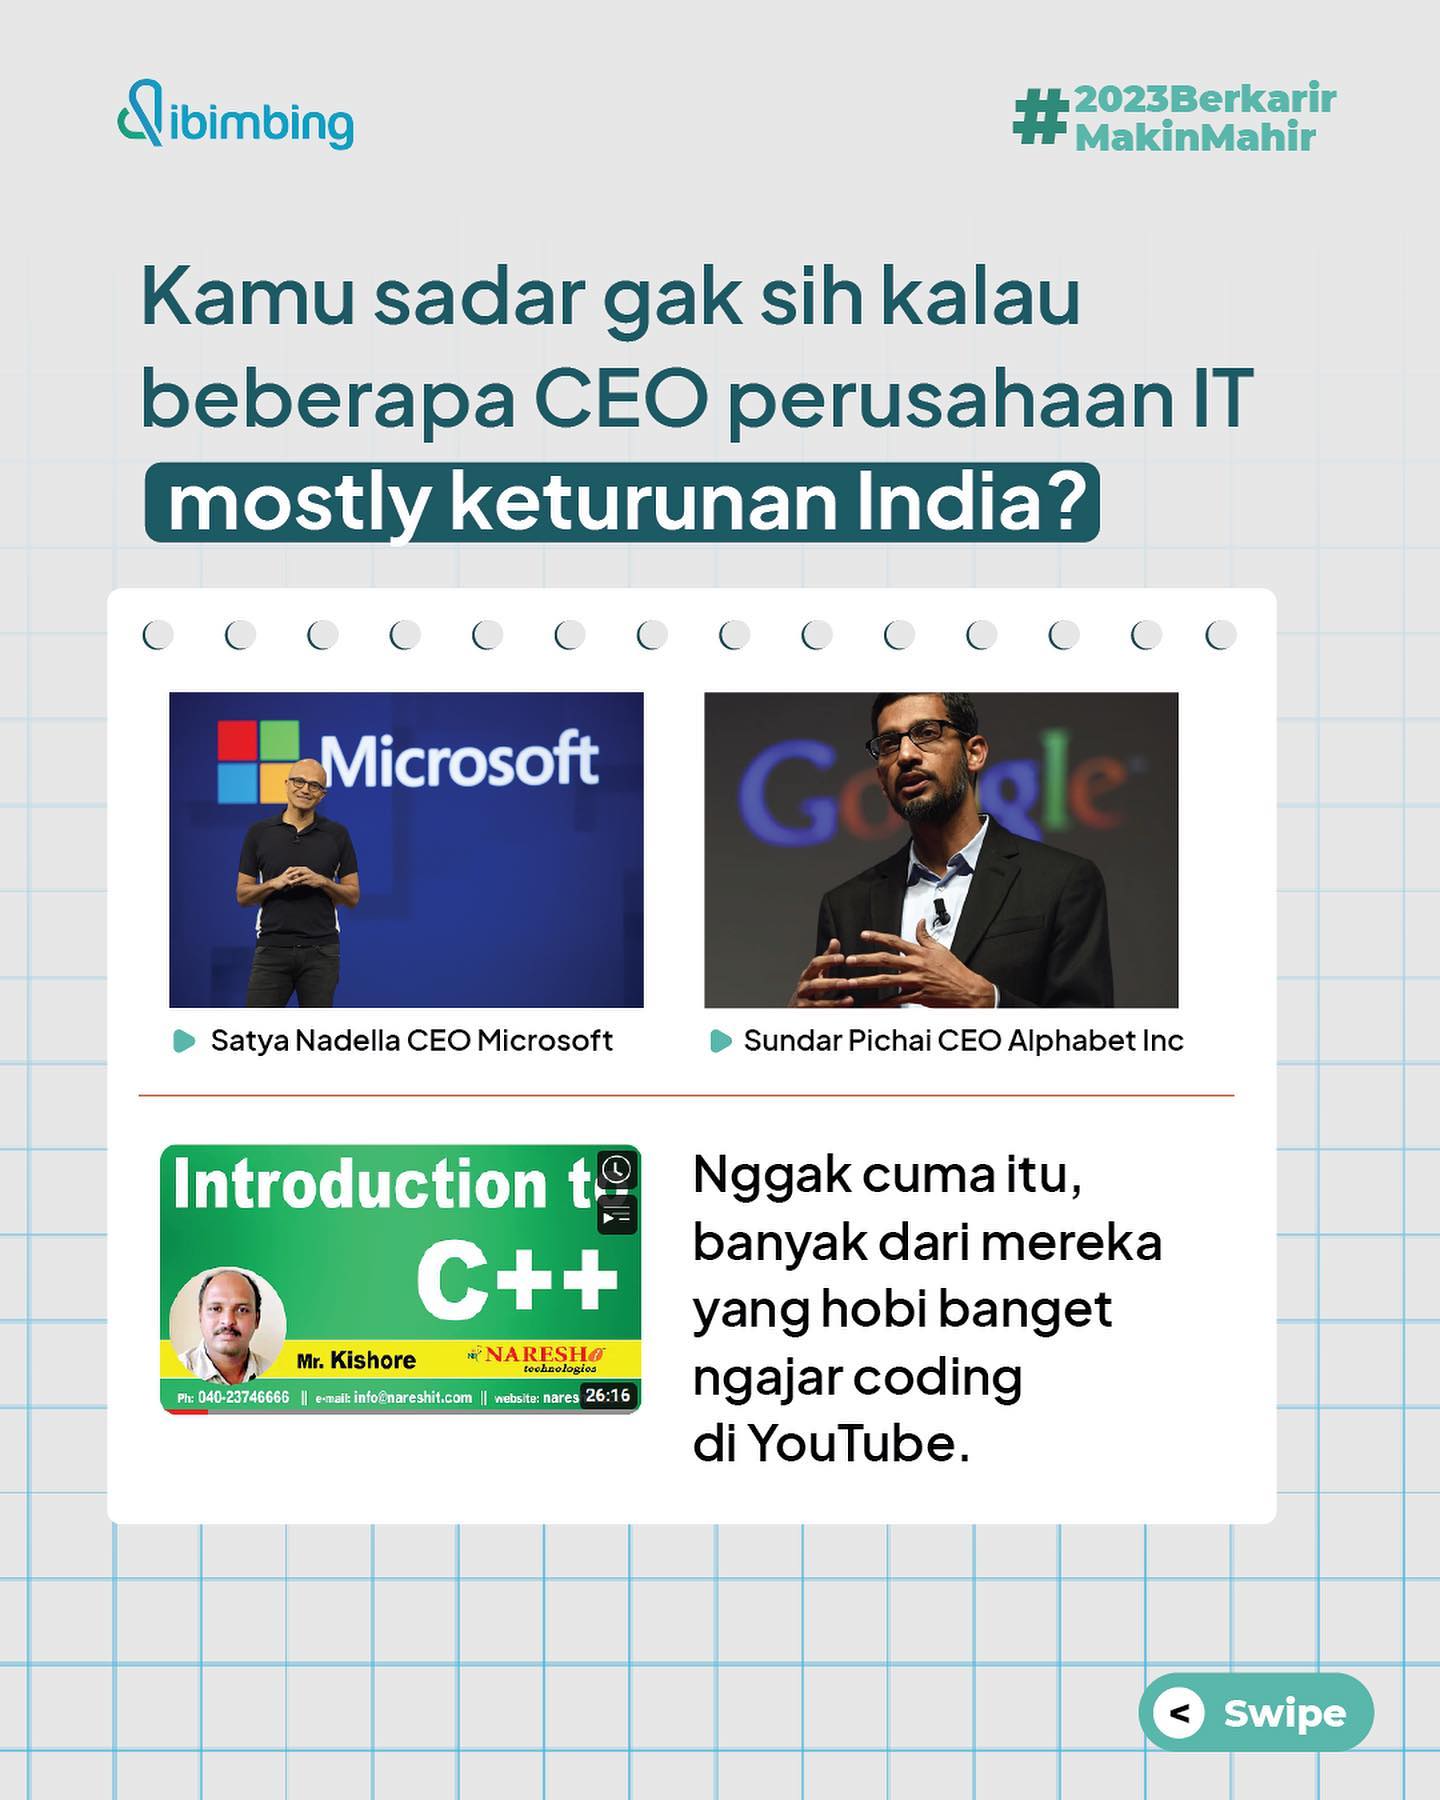 ibimbing
#2023Berkarir
MakinMahir
Kamu sadar gak sih kalau
beberapa CEO perusahaan IT
mostly keturunan India?
Microsoft
Google
Satya Nadella CEO Microsoft
Sundar Pichai CEO Alphabet Inc
Introduction to
C++
Mr. Kishore
NARESH
technologies
Ph: 040-23746666 || e-mail: info@nareshit.com || website: nares
26:16
Nggak cuma itu,
banyak dari mereka
yang hobi banget
ngajar coding
di YouTube.
< Swipe